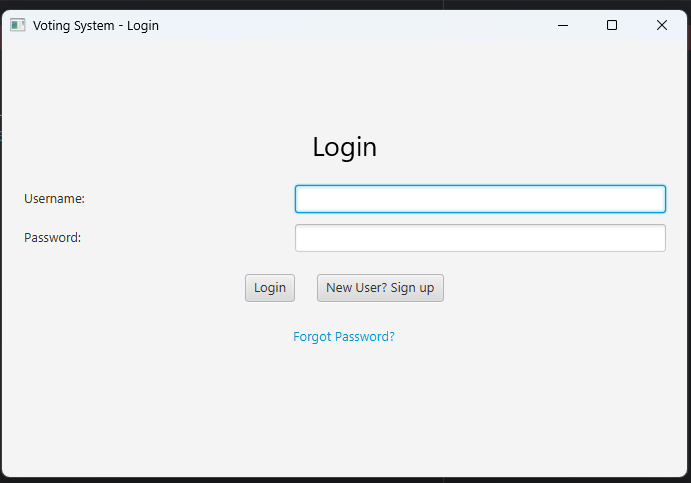 Voting System - Login
Login
Username:
Password:
Login New User? Sign up
Forgot Password?